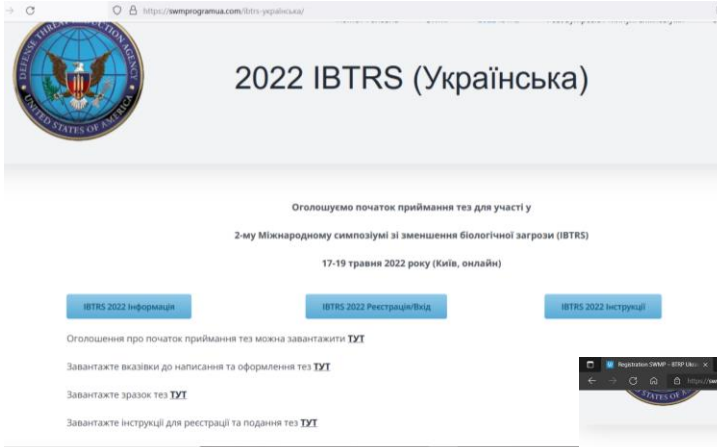 https://swmprogramua.com/ibtrs-українська/
DEFENSE THREAT REDUCTION AGENCY
UNITED STATES OF AMERICA
2022 IBTRS (Українська)
Оголошуємо початок приймання тез для участі у
2-му Міжнародному симпозіумі зі зменшення біологічної загрози (IBTRS)
17-19 травня 2022 року (Київ, онлайн)
IBTRS 2022 Інформація
IBTRS 2022 Реєстрація/Вхід
IBTRS 2022 Інструкції
Оголошення про початок приймання тез можна завантажити ТУТ
Завантажте вказівки до написання та оформлення тез ТУТ
Завантажте зразок тез ТУТ
Завантажте інструкції для реєстрації та подання тез ТУТ
Registration SWMP - BTRP Ukr
https://sw
STATES OF